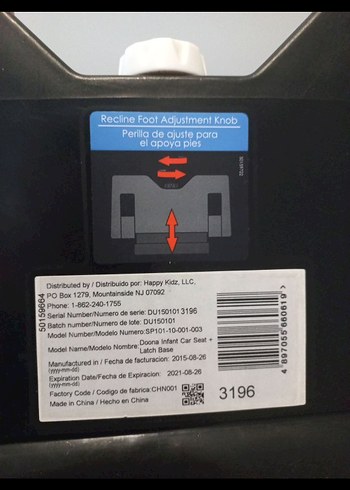 Recline Foot Adjustment Knob
Perilla de ajuste para
el apoya pies
50159664
Distributed by / Distribuido por: Happy Kidz, LLC.
PO Box 1279, Mountainside NJ 07092
Phone: 1-862-240-1755
Serial Number/Numero de serie: DU150101 3196
Batch number/Numero de lote: DU150101
Model Number/Modelo Numero:SP101-10-001-003
Model Name/Modelo Nombre: Doona Infant Car Seat +
Latch Base
Manufactured in / Fecha de facturacion: 2015-08-26
(yyyy-mm-dd)
Expiration Date/Fecha de Expiracion: 2021-08-26
(yyyy-mm-dd)
Factory Code / Codigo de fabrica:CHN001
Made in China / Hecho en China
3196
4 897055 660619 >